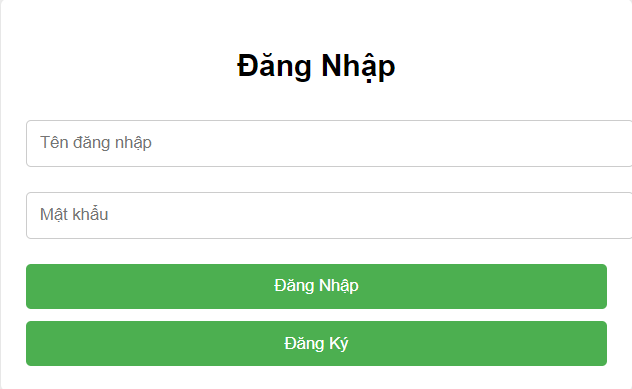 Đăng Nhập
Tên đăng nhập
Mật khẩu
Đăng Nhập
Đăng Ký